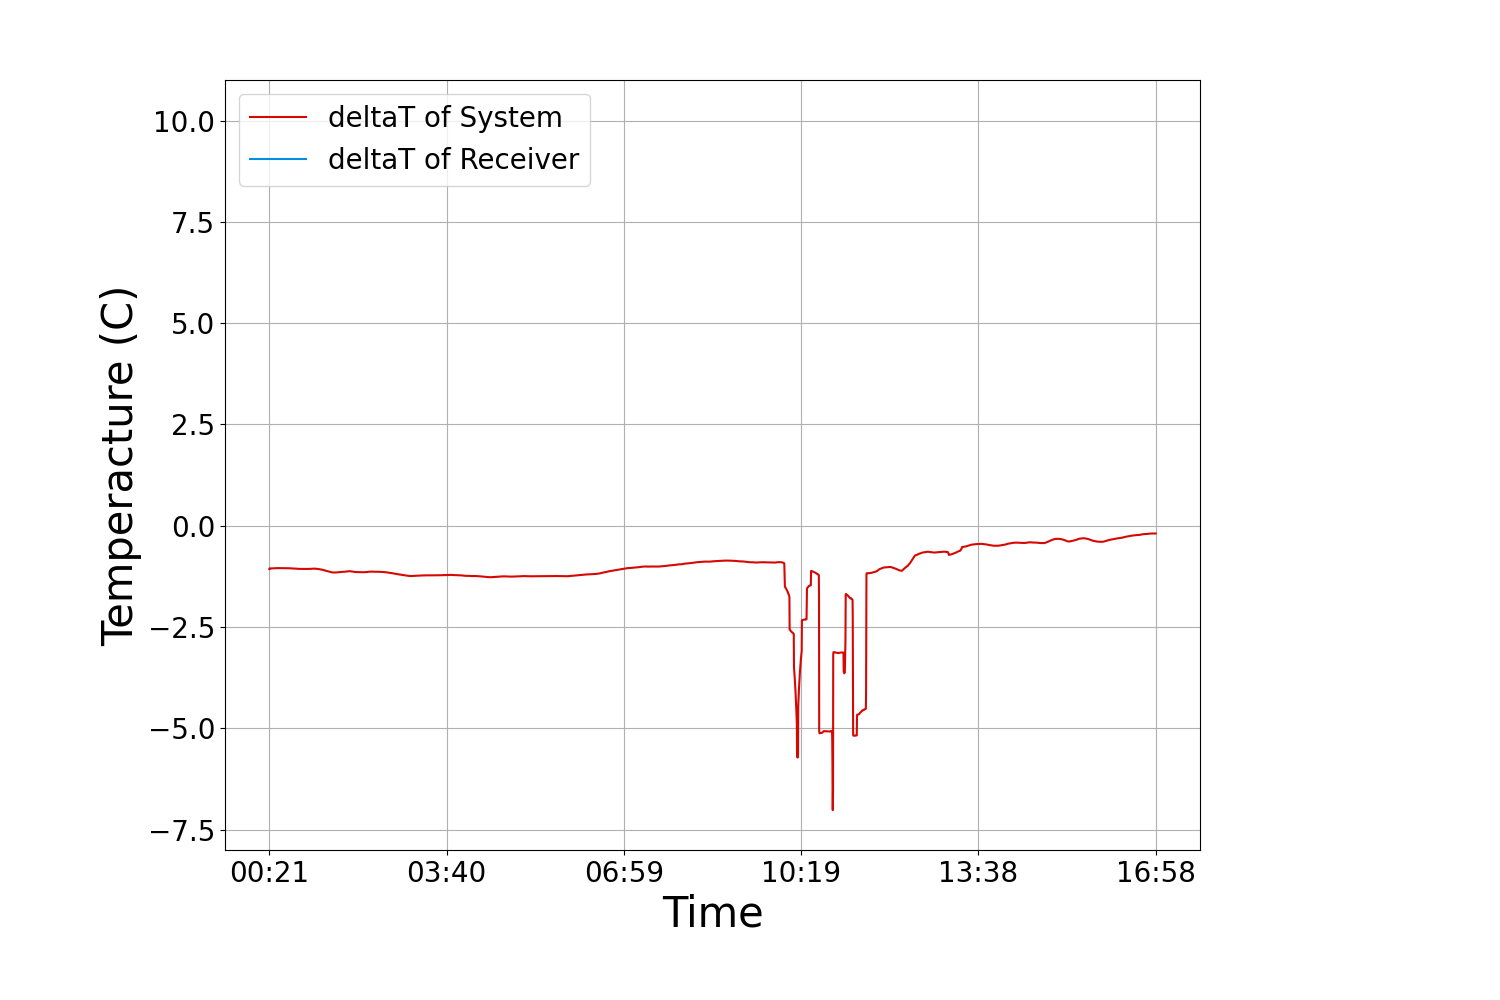 deltaT of System
deltaT of Receiver
10.0
7.5
5.0
2.5
0.0
−2.5
−5.0
−7.5
Temperacture (C)
00:21 03:40 06:59 10:19 13:38 16:58
Time